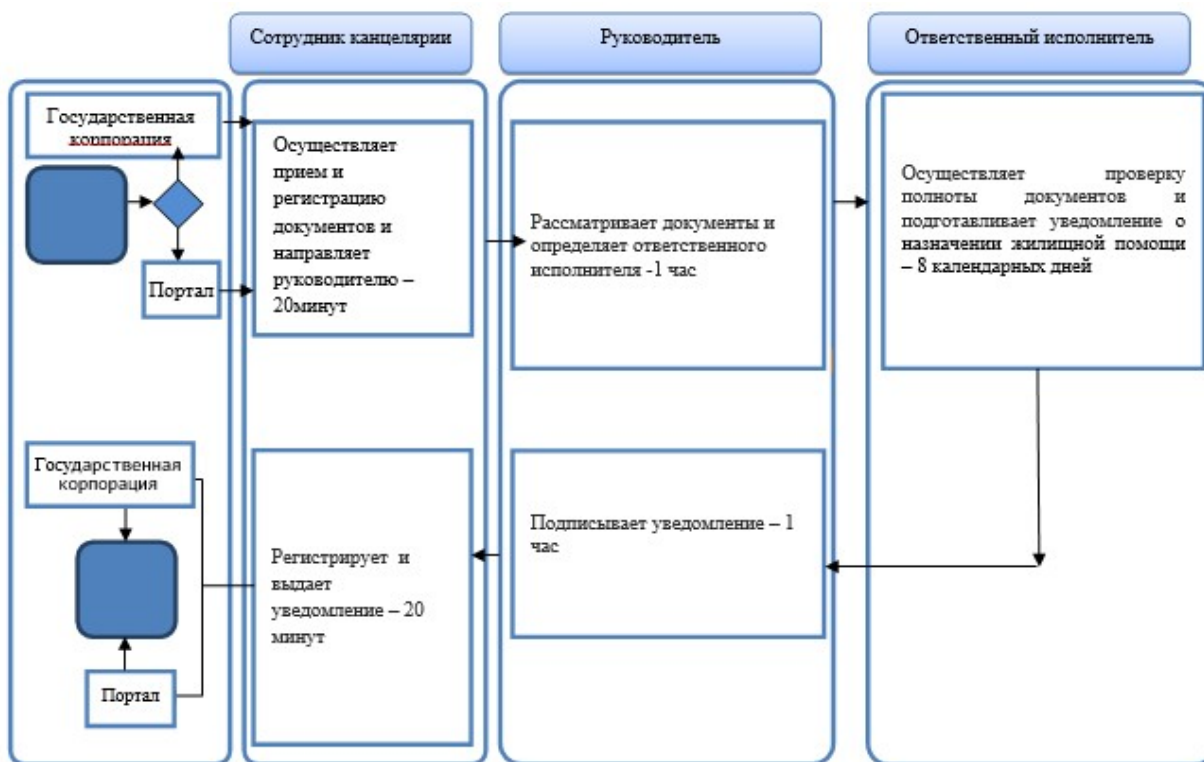 Сотрудник канцелярии
Руководитель
Ответственный исполнитель
Государственная
корпорация
Портал
Осуществляет
прием и
регистрацию
документов и
направляет
руководителю –
20минут
Рассматривает документы и
определяет ответственного
исполнителя -1 час
Осуществляет проверку
полноты документов и
подготавливает уведомление о
назначении жилищной помощи
– 8 календарных дней
Государственная
корпорация
Портал
Регистрирует и
выдает
уведомление – 20
минут
Подписывает уведомление – 1
час